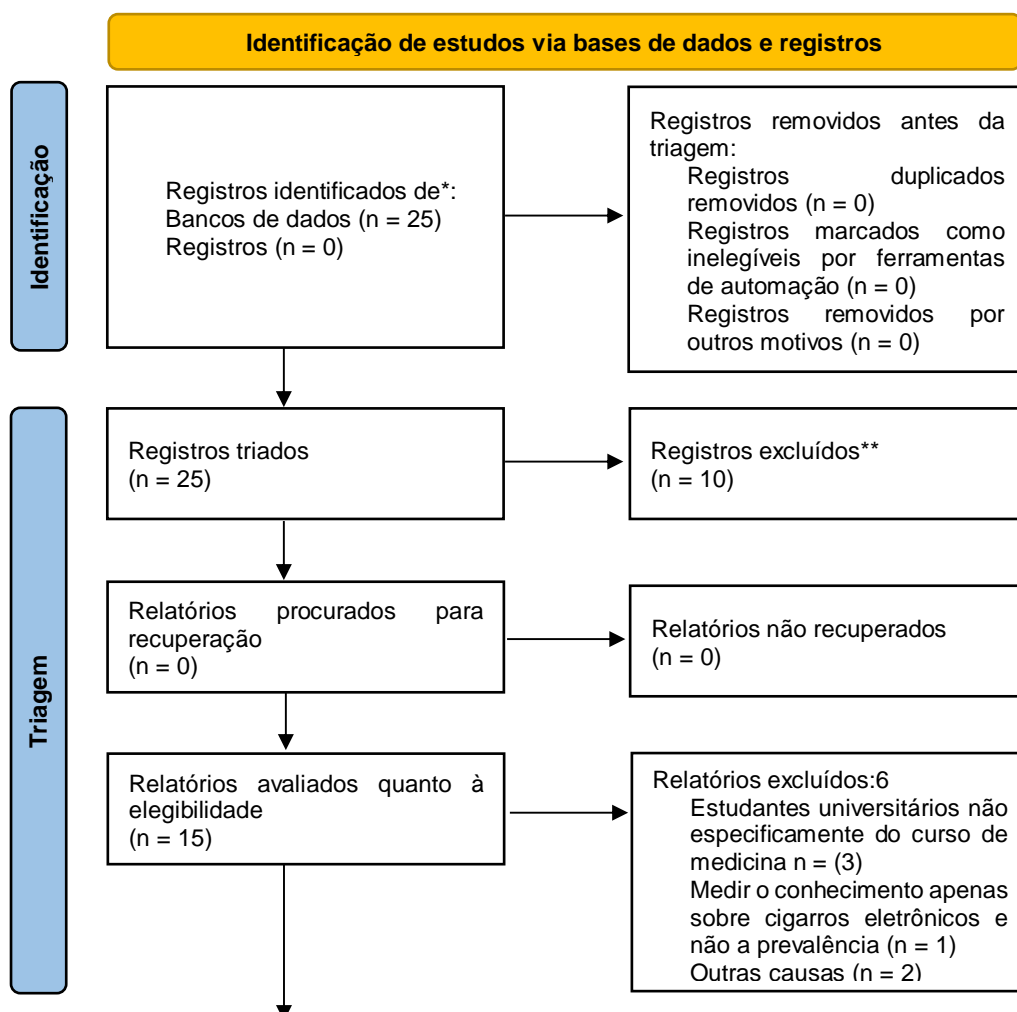 Identificação de estudos via bases de dados e registros
Identificação
Registros identificados de*:
Bancos de dados (n = 25)
Registros (n = 0)
Registros removidos antes da
triagem:
Registros duplicados
removidos (n = 0)
Registros marcados como
inelegíveis por ferramentas
de automação (n = 0)
Registros removidos por
outros motivos (n = 0)
Triagem
Registros triados
(n = 25)
Registros excluídos**
(n = 10)
Relatórios procurados para
recuperação
(n = 0)
Relatórios não recuperados
(n = 0)
Relatórios avaliados quanto à
elegibilidade
(n = 15)
Relatórios excluídos:6
Estudantes universitários não
especificamente do curso de
medicina n = (3)
Medir o conhecimento apenas
sobre cigarros eletrônicos e
não a prevalência (n = 1)
Outras causas (n = 2)